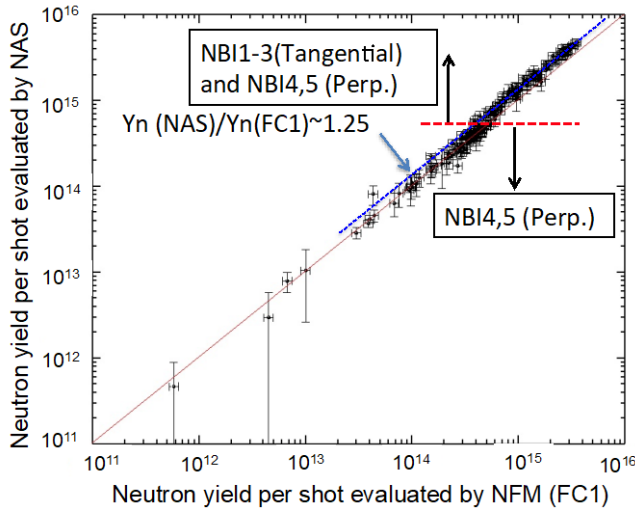 Neutron yield per shot evaluated by NAS
10^16
10^15
10^14
10^13
10^12
10^11
NBI1-3(Tangential)
and NBI4,5 (Perp.)
Yn (NAS)/Yn(FC1)~1.25
NBI4,5 (Perp.)
10^11 10^12 10^13 10^14 10^15 10^16
Neutron yield per shot evaluated by NFM (FC1)